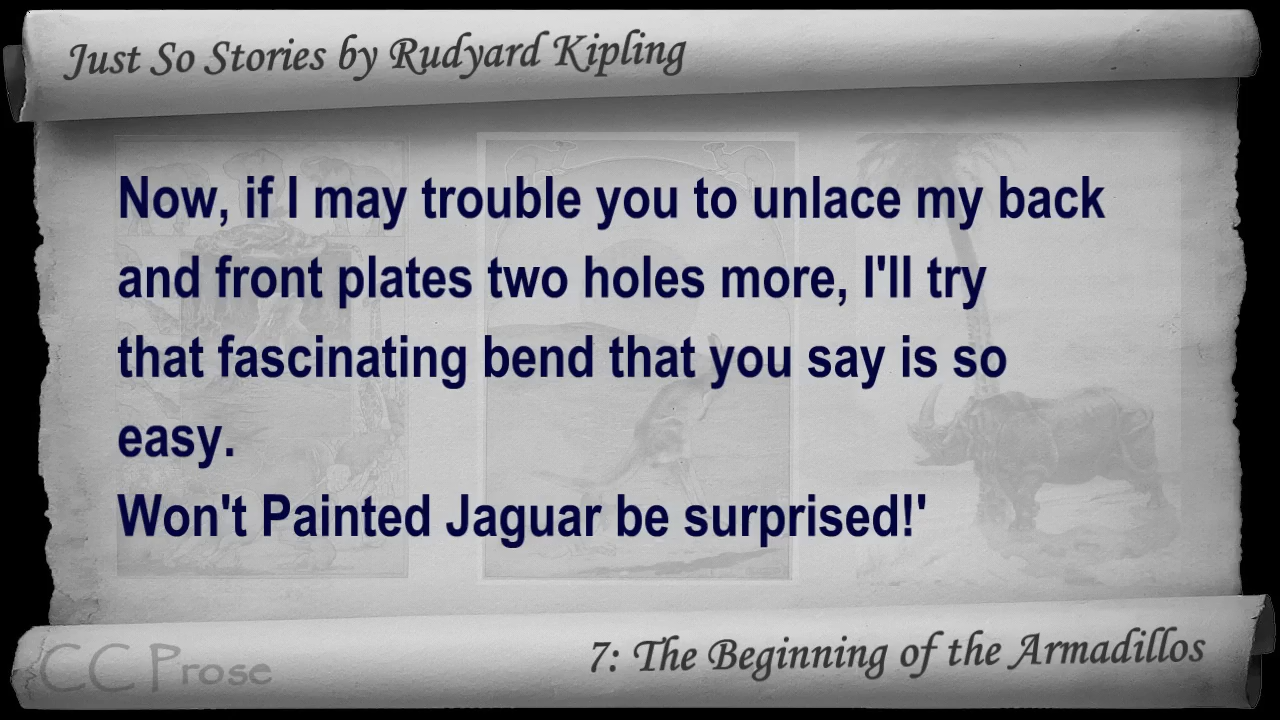 Just So Stories by Rudyard Kipling
Now, if I may trouble you to unlace my back
and front plates two holes more, I'll try
that fascinating bend that you say is so
easy.
Won't Painted Jaguar be surprised!'
CC Prose
7: The Beginning of the Armadillos